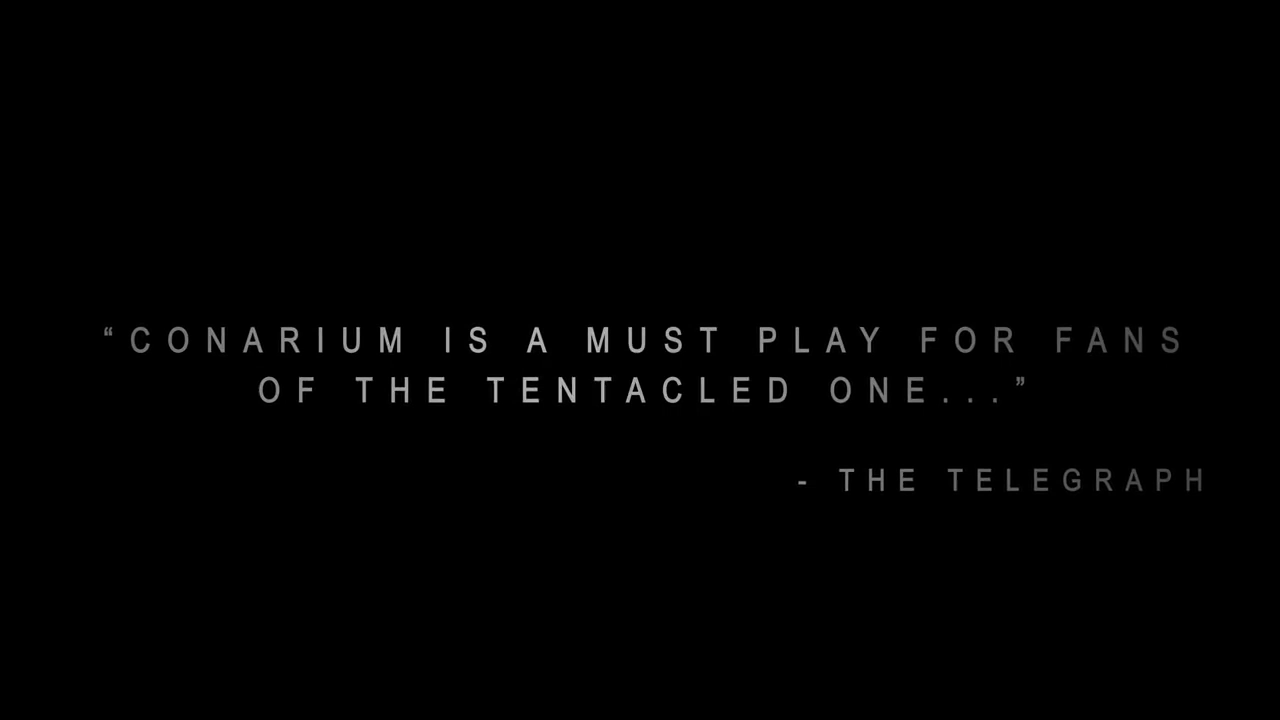 “CONARIUM IS A MUST PLAY FOR FANS
OF THE TENTACLED ONE...”
- THE TELEGRAPH